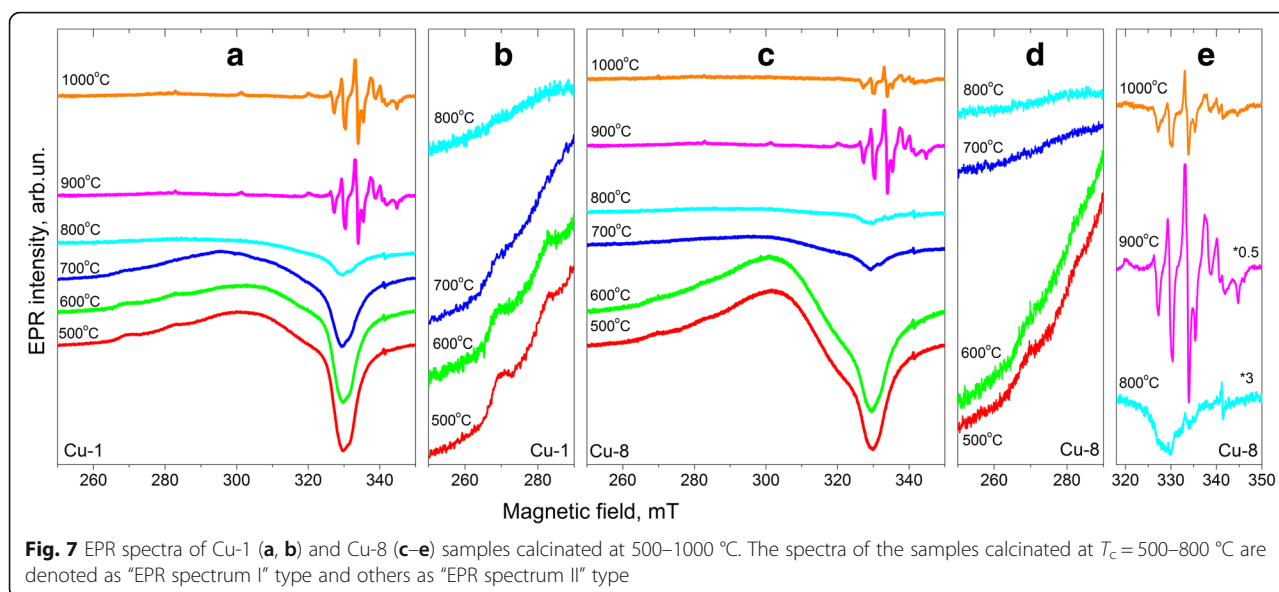 EPR intensity, arb.un.
a
1000°C
900°C
800°C
700°C
600°C
500°C
Cu-1
260 280 300 320 340
b
800°C
700°C
600°C
500°C
Cu-1
260 280
c
1000°C
900°C
800°C
700°C
600°C
500°C
Cu-8
260 280 300 320 340
d
800°C
700°C
600°C
500°C
Cu-8
260 280
e
1000°C
900°C
*0.5
800°C
*3
Cu-8
320 330 340 350
Magnetic field, mT
Fig. 7 EPR spectra of Cu-1 (a, b) and Cu-8 (c–e) samples calcinated at 500–1000 °C. The spectra of the samples calcinated at Tc = 500–800 °C are
denoted as “EPR spectrum I” type and others as “EPR spectrum II” type